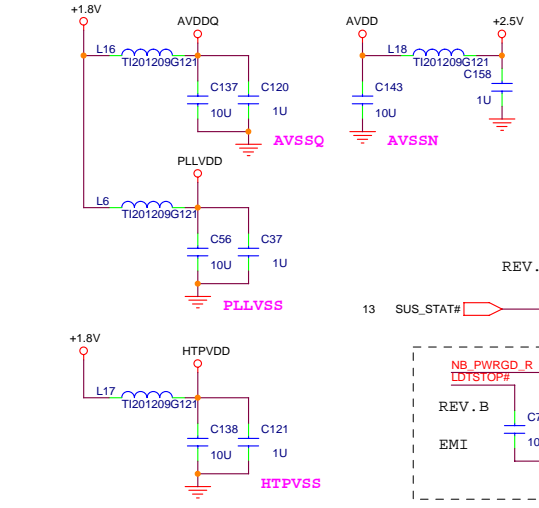 +1.8V
AVDDQ
AVDD
+2.5V
L16
TI201209G121
L18
TI201209G121
C158
1U
C137
10U
C120
1U
C143
10U
AVSSQ
AVSSN
PLLVDD
L6
TI201209G121
C56
10U
C37
1U
PLLVSS
REV.
13 SUS_STAT#
+1.8V
HTPVDD
L17
TI201209G121
C138
10U
C121
1U
HTPVSS
NB_PWRGD_R
LDTSTOP#
REV.B
EMI
C7
10